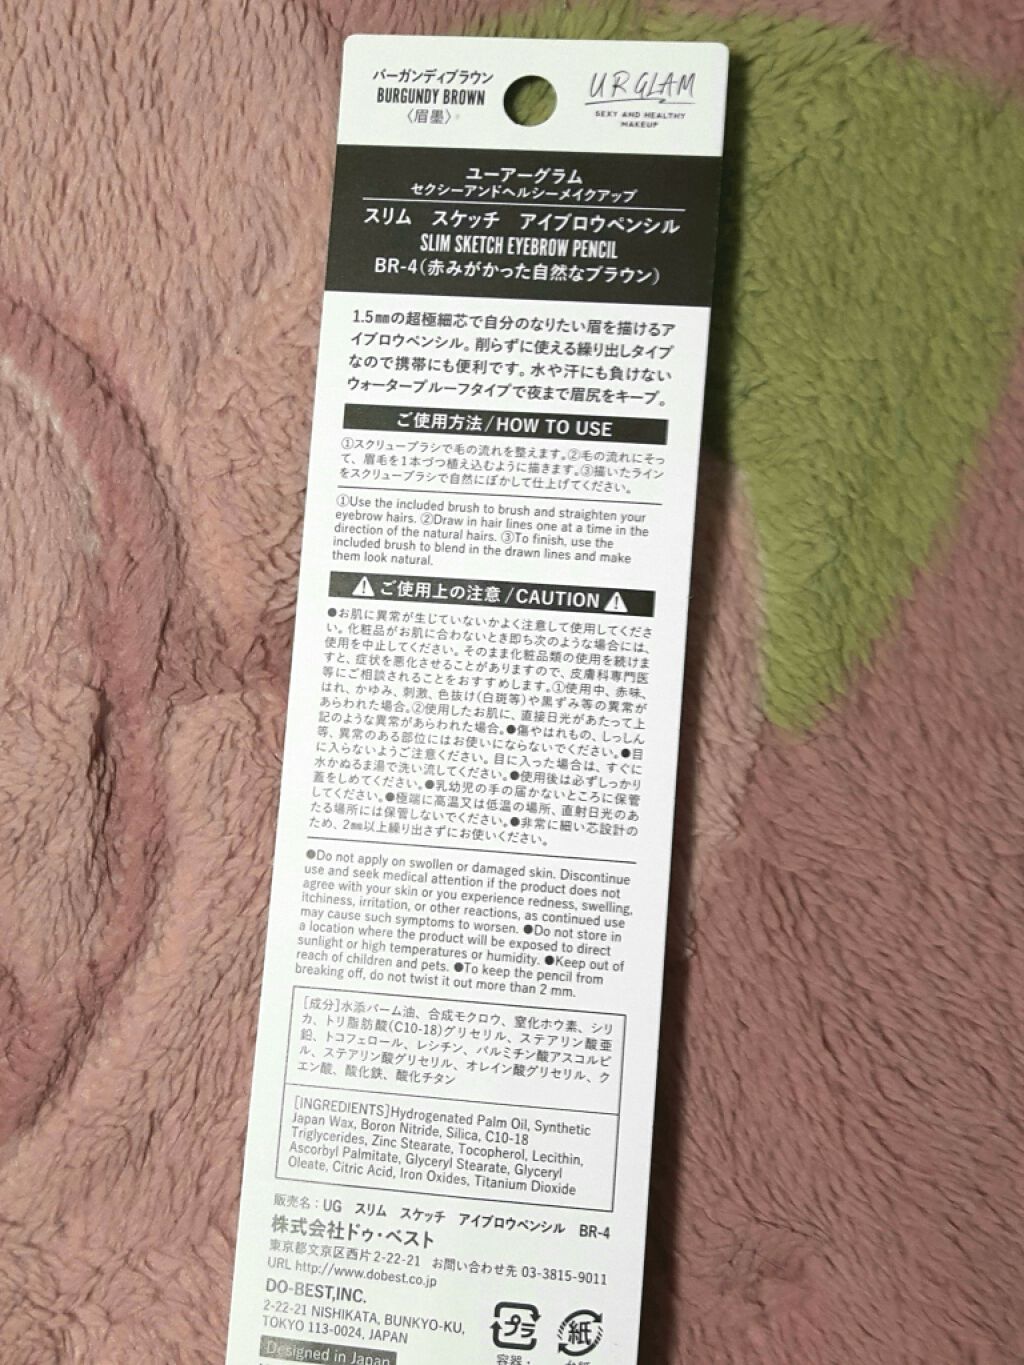 バーガンディブラウン
BURGUNDY BROWN
〈眉墨〉
UR GLAM
SEXY AND HEALTHY
MAKEUP
ユーアーグラム
セクシーアンドヘルシーメイクアップ
スリム スケッチ アイブロウペンシル
SLIM SKETCH EYEBROW PENCIL
BR-4(赤みがかった自然なブラウン)
1.5㎜の超極細芯で自分のなりたい眉を描けるア
イブロウペンシル。削らずに使える繰り出しタイプ
なので携帯にも便利です。水や汗にも負けない
ウォータープルーフタイプで夜まで眉尻をキープ。
ご使用方法/HOW TO USE
①スクリューブラシで毛の流れを整えます。②毛の流れにそっ
て、眉毛を1本づつ植え込むように描きます。③描いたライン
をスクリューブラシで自然にぼかして仕上げてください。
①Use the included brush to brush and straighten your
eyebrow hairs. ②Draw in hair lines one at a time in the
direction of the natural hairs. ③To finish, use the
included brush to blend in the drawn lines and make
them look natural.
⚠ご使用上の注意/CAUTION⚠
●お肌に異常が生じていないかよく注意して使用してくださ
い。化粧品がお肌に合わないとき即ち次のような場合には、
使用を中止してください。そのまま化粧品類の使用を続けま
すと、症状を悪化させることがありますので、皮膚科専門医
等にご相談されることをおすすめします。①使用中、赤味、
はれ、かゆみ、刺激、色抜け(白斑等)や黒ずみ等の異常が
あらわれた場合。②使用したお肌に、直接日光があたって上
記のような異常があらわれた場合。●傷やはれもの、しっしん
等、異常のある部位にはお使いにならないでください。●目
に入らないようご注意ください。目に入った場合は、すぐに
水かぬるま湯で洗い流してください。●使用後は必ずしっかり
蓋をしめてください。●乳幼児の手の届かないところに保管
してください。●極端に高温又は低温の場所、直射日光のあ
たる場所には保管しないでください。●非常に細い芯設計の
ため、2㎜以上繰り出さずにお使いください。
●Do not apply on swollen or damaged skin. Discontinue
use and seek medical attention if the product does not
agree with your skin or you experience redness, swelling,
itchiness, irritation, or other reactions, as continued use
may cause such symptoms to worsen. ●Do not store in
a location where the product will be exposed to direct
sunlight or high temperatures or humidity. ●Keep out of
reach of children and pets. ●To keep the pencil from
breaking off, do not twist it out more than 2 mm.
[成分]水添パーム油、合成モクロウ、窒化ホウ素、シリ
カ、トリ脂肪酸(C10-18)グリセリル、ステアリン酸亜
鉛、トコフェロール、レシチン、パルミチン酸アスコルビ
ル、ステアリン酸グリセリル、オレイン酸グリセリル、ク
エン酸、酸化鉄、酸化チタン
[INGREDIENTS]Hydrogenated Palm Oil, Synthetic
Japan Wax, Boron Nitride, Silica, C10-18
Triglycerides, Zinc Stearate, Tocopherol, Lecithin,
Ascorbyl Palmitate, Glyceryl Stearate, Glyceryl
Oleate, Citric Acid, Iron Oxides, Titanium Dioxide
販売名：UG スリム スケッチ アイブロウペンシル BR-4
株式会社ドゥ・ベスト
東京都文京区西片2-22-21 お問い合わせ先 03-3815-9011
URL http://www.dobest.co.jp
DO-BEST,INC.
2-22-21 NISHIKATA, BUNKYO-KU,
TOKYO 113-0024, JAPAN
Designed in Japan
プラ
紙
容器：